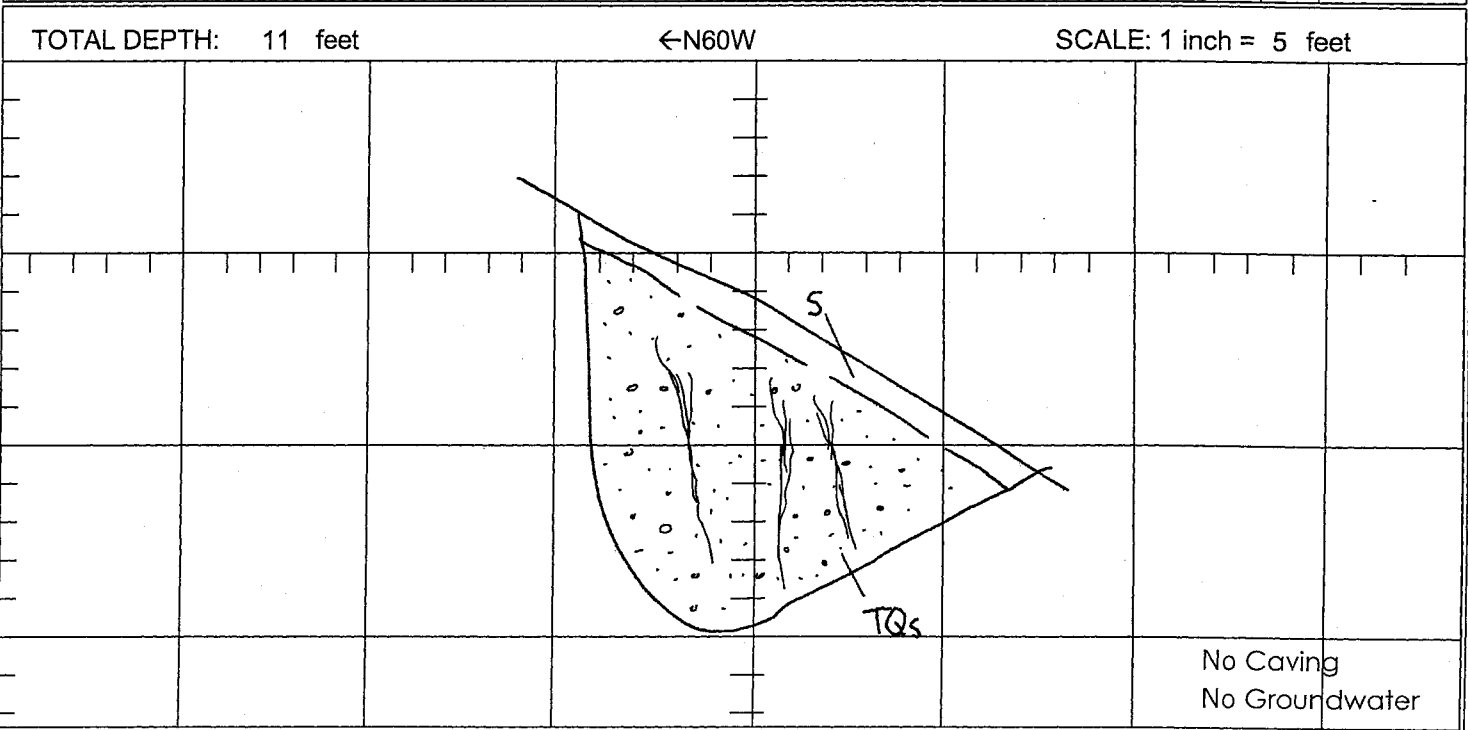 TOTAL DEPTH: 11 feet ←N60W SCALE: 1 inch = 5 feet
S
TQs
No Caving
No Groundwater